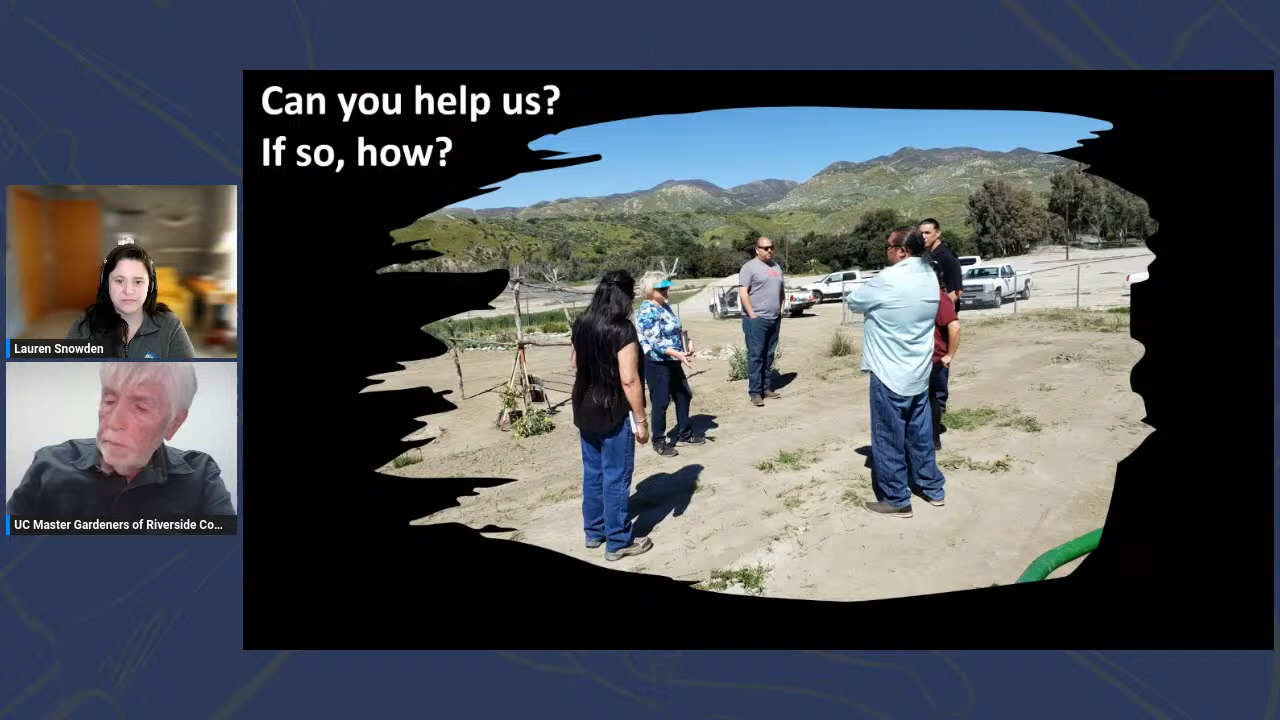 Can you help us?
If so, how?
Lauren Snowden
UC Master Gardeners of Riverside Co...